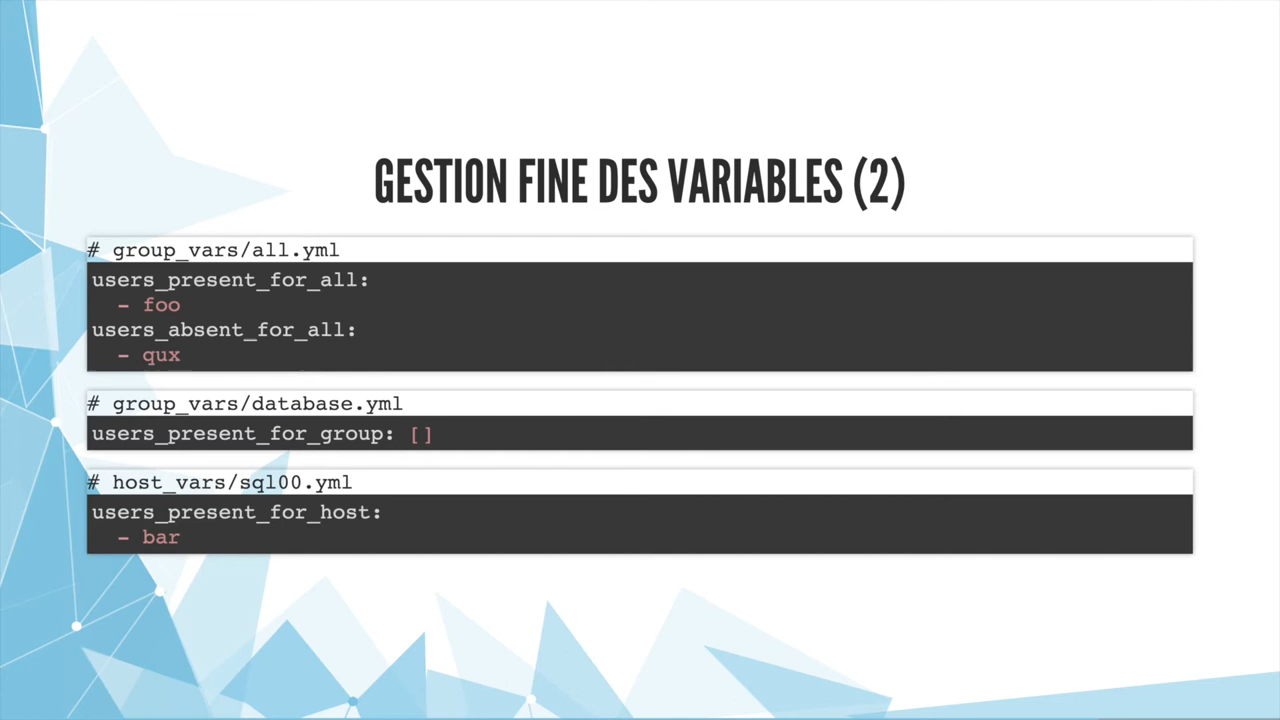 GESTION FINE DES VARIABLES (2)
# group_vars/all.yml
users_present_for_all:
  - foo
users_absent_for_all:
  - qux
# group_vars/database.yml
users_present_for_group: []
# host_vars/sql00.yml
users_present_for_host:
  - bar